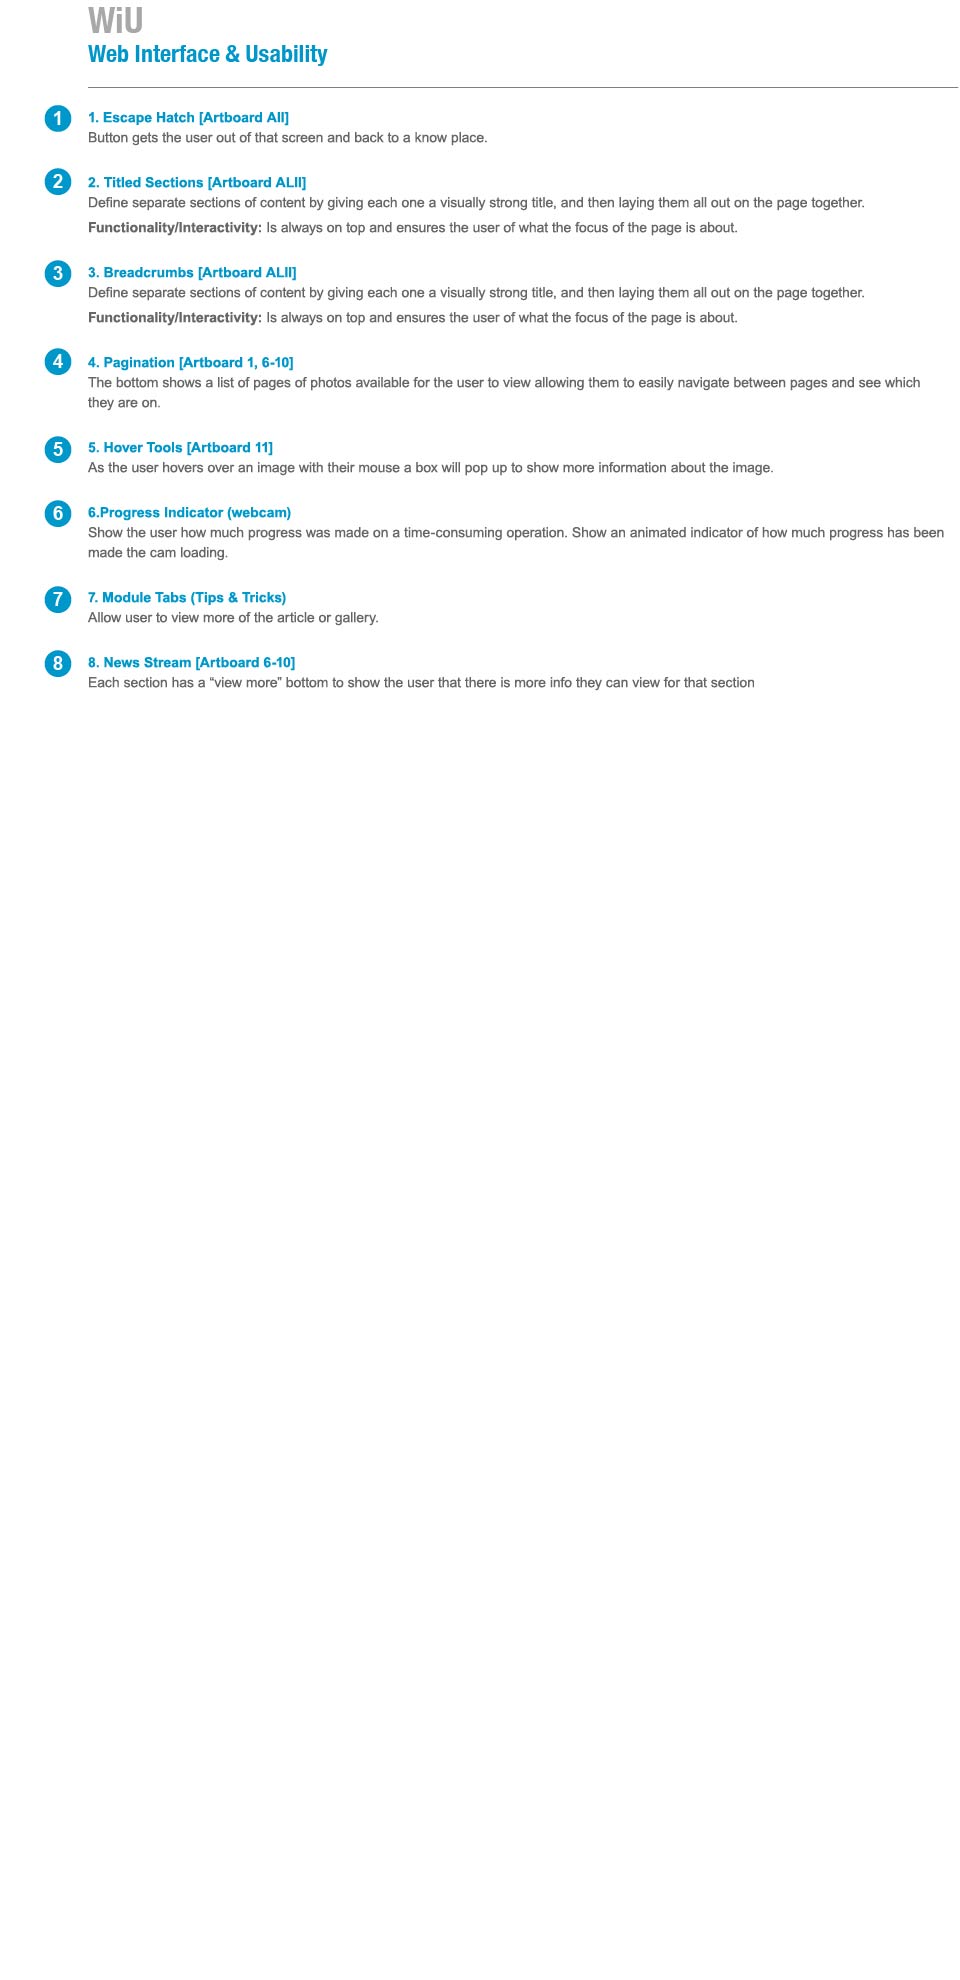 WiU
Web Interface & Usability
1
1. Escape Hatch [Artboard All]
Button gets the user out of that screen and back to a know place.
2
2. Titled Sections [Artboard ALll]
Define separate sections of content by giving each one a visually strong title, and then laying them all out on the page together.
Functionality/Interactivity: Is always on top and ensures the user of what the focus of the page is about.
3
3. Breadcrumbs [Artboard ALll]
Define separate sections of content by giving each one a visually strong title, and then laying them all out on the page together.
Functionality/Interactivity: Is always on top and ensures the user of what the focus of the page is about.
4
4. Pagination [Artboard 1, 6-10]
The bottom shows a list of pages of photos available for the user to view allowing them to easily navigate between pages and see which
they are on.
5
5. Hover Tools [Artboard 11]
As the user hovers over an image with their mouse a box will pop up to show more information about the image.
6
6.Progress Indicator (webcam)
Show the user how much progress was made on a time-consuming operation. Show an animated indicator of how much progress has been
made the cam loading.
7
7. Module Tabs (Tips & Tricks)
Allow user to view more of the article or gallery.
8
8. News Stream [Artboard 6-10]
Each section has a “view more” bottom to show the user that there is more info they can view for that section